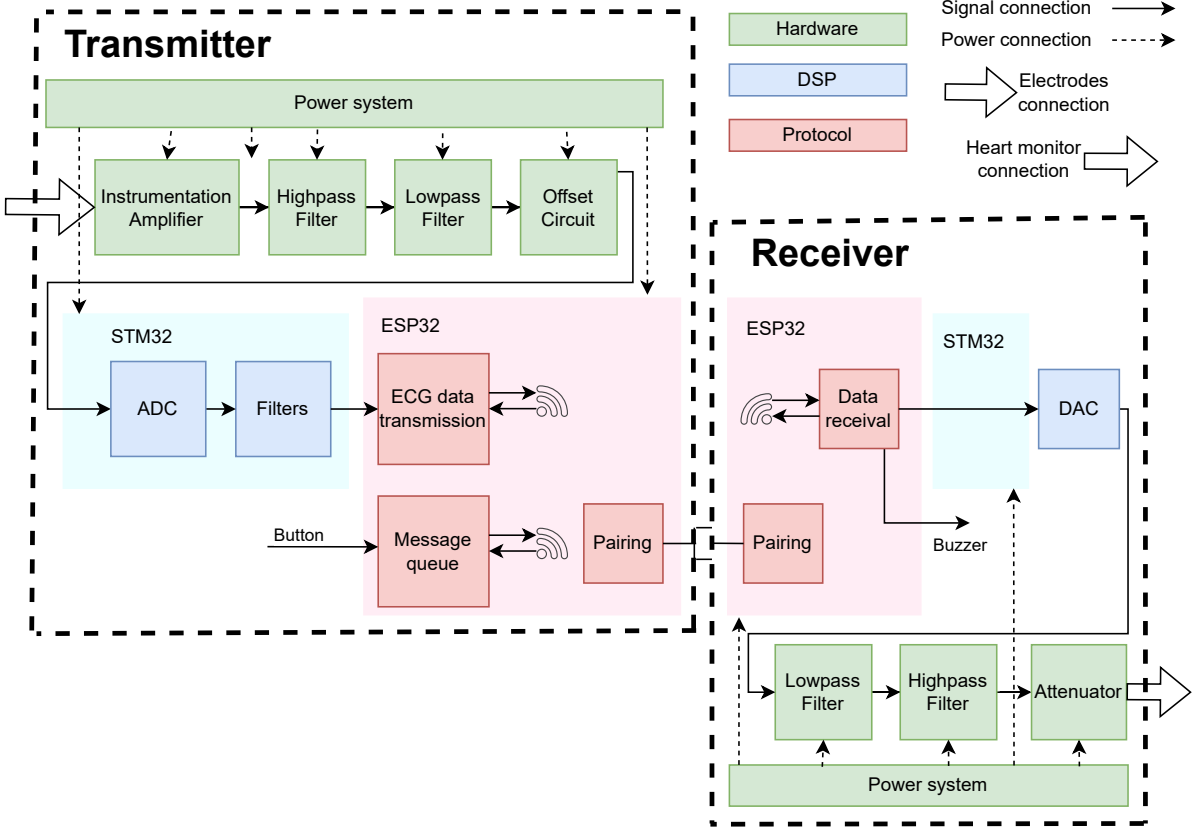 Transmitter
Power system
Instrumentation
Amplifier
Highpass
Filter
Lowpass
Filter
Offset
Circuit
STM32
ADC
Filters
ESP32
ECG data
transmission
Button
Message
queue
Pairing
Hardware
DSP
Protocol
Signal connection
Power connection
Electrodes
connection
Heart monitor
connection
Receiver
ESP32
Data
receival
STM32
DAC
Pairing
Buzzer
Lowpass
Filter
Highpass
Filter
Attenuator
Power system